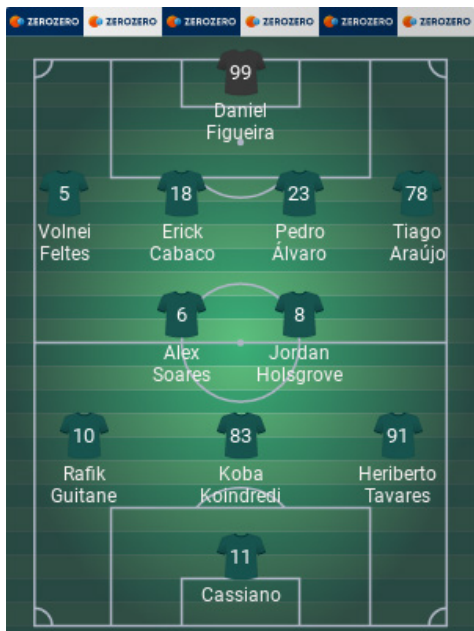 ZEROZERO ZEROZERO ZEROZERO ZEROZERO ZEROZERO ZEROZERO
99
Daniel
Figueira
5 18 23 78
Volnei Erick Pedro Tiago
Feltes Cabaco Álvaro Araújo
6 8
Alex Jordan
Soares Holsgrove
10 83 91
Rafik Koba Heriberto
Guitane Koindredi Tavares
11
Cassiano